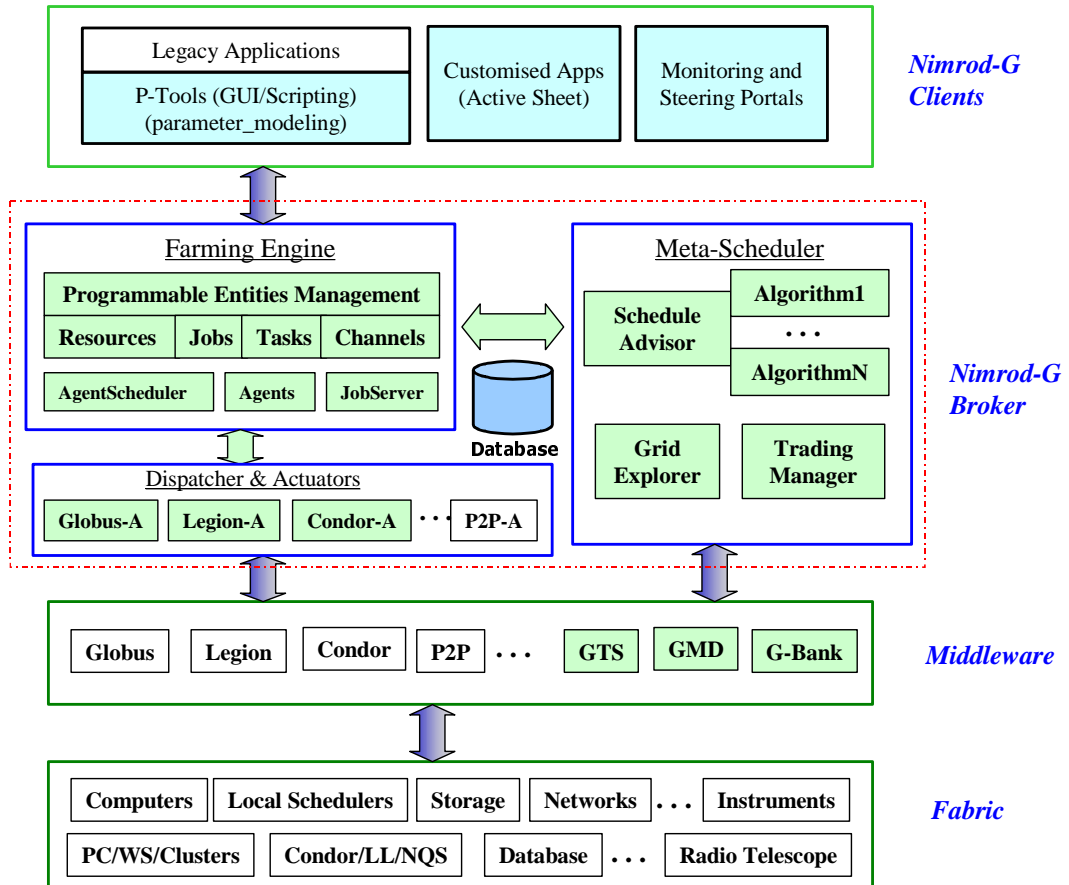 Legacy Applications
P-Tools (GUI/Scripting)
(parameter_modeling)
Customised Apps
(Active Sheet)
Monitoring and
Steering Portals
Nimrod-G
Clients
Farming Engine
Programmable Entities Management
Resources
Jobs
Tasks
Channels
AgentScheduler
Agents
JobServer
Database
Meta-Scheduler
Schedule
Advisor
Algorithm1
. . .
AlgorithmN
Grid
Explorer
Trading
Manager
Nimrod-G
Broker
Dispatcher & Actuators
Globus-A
Legion-A
Condor-A
. . .
P2P-A
Globus
Legion
Condor
P2P
. . .
GTS
GMD
G-Bank
Middleware
Computers
Local Schedulers
Storage
Networks
. . .
Instruments
PC/WS/Clusters
Condor/LL/NQS
Database
. . .
Radio Telescope
Fabric